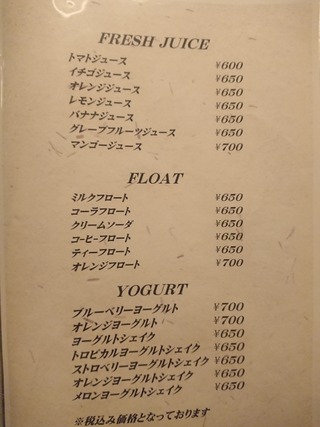 FRESH JUICE
トマトジュース ¥600
イチゴジュース ¥650
オレンジジュース ¥650
レモンジュース ¥650
バナナジュース ¥650
グレープフルーツジュース ¥650
マンゴージュース ¥700
FLOAT
ミルクフロート ¥650
コーラフロート ¥650
クリームソーダ ¥650
コｰヒｰフロート ¥650
ティーフロート ¥650
オレンジフロート ¥700
YOGURT
ブルーベリーヨーグルト ¥700
オレンジヨーグルト ¥700
ヨーグルトシェイク ¥650
トロピカルヨーグルトシェイク ¥650
ストロベリーヨーグルトシェイク ¥650
オレンジヨーグルトシェイク ¥650
メロンヨーグルトシェイク ¥650
※税込み価格となっております